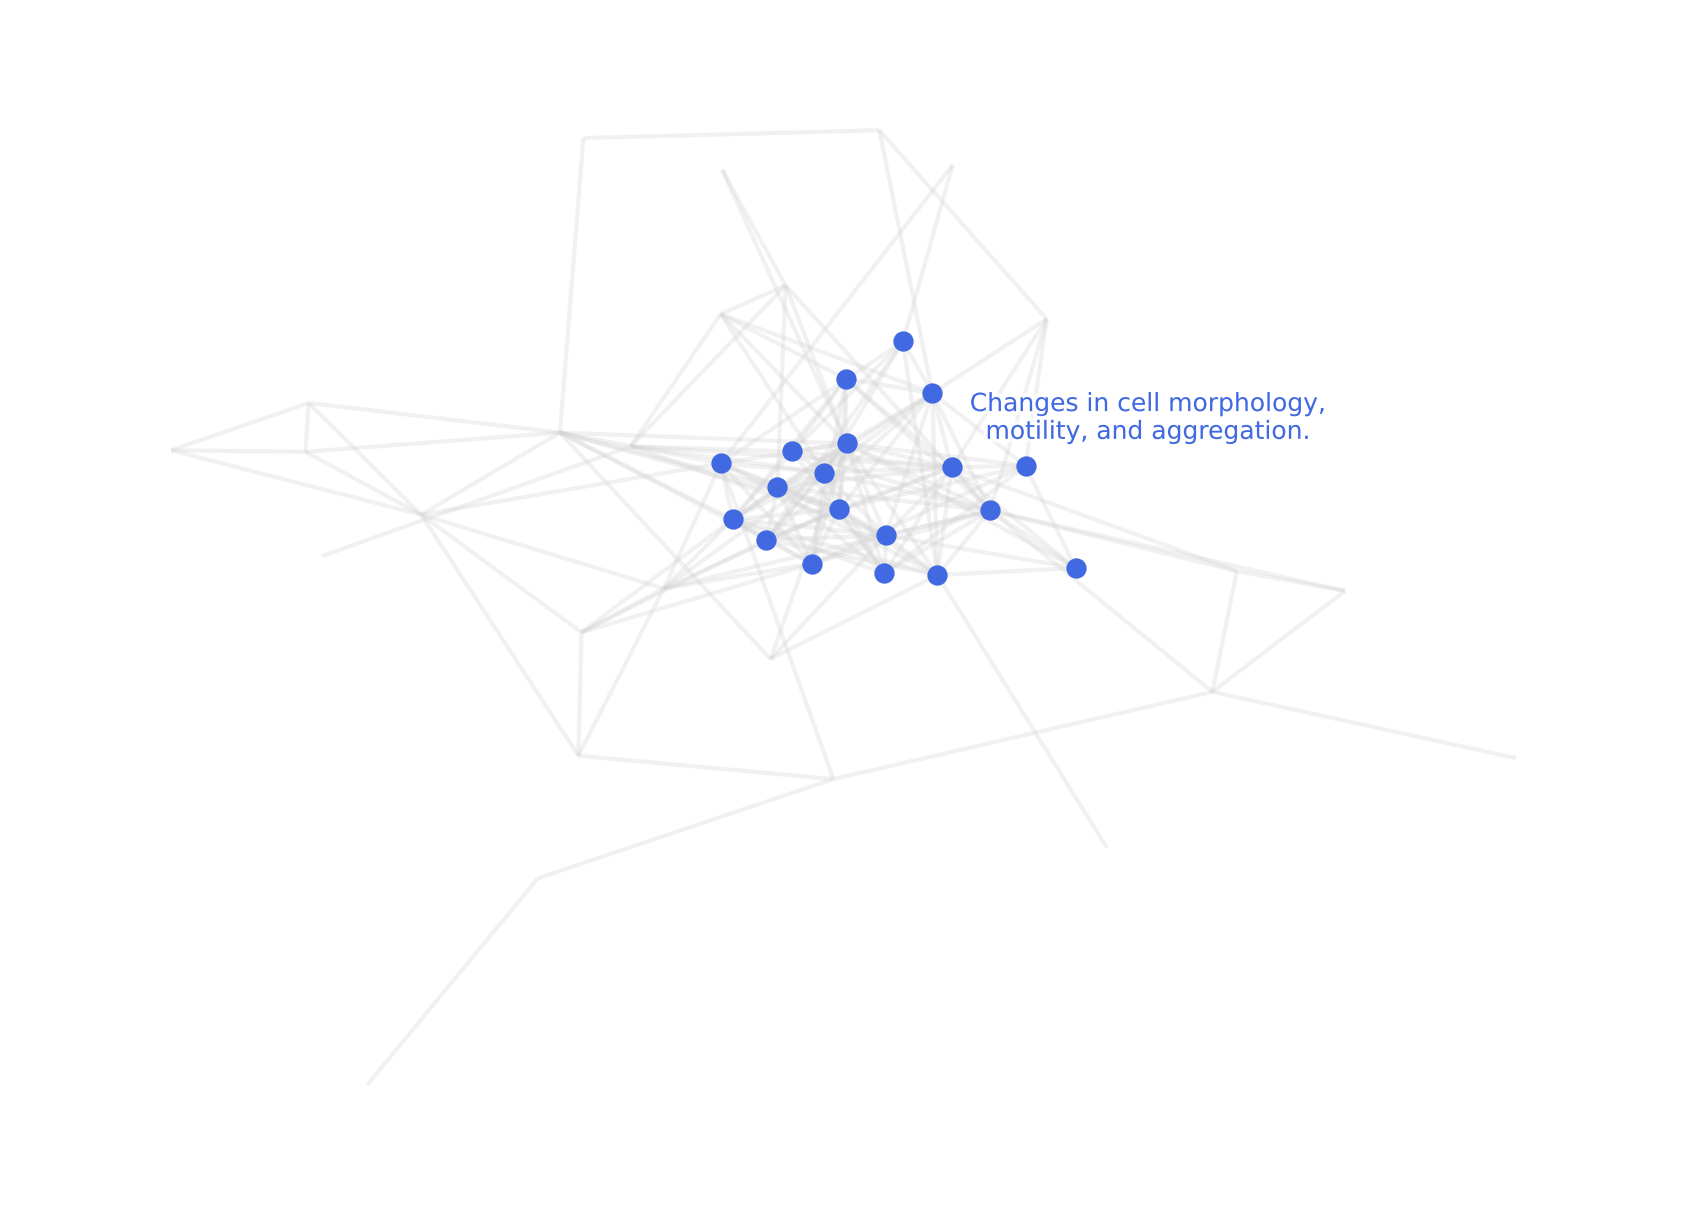 Changes in cell morphology,
motility, and aggregation.